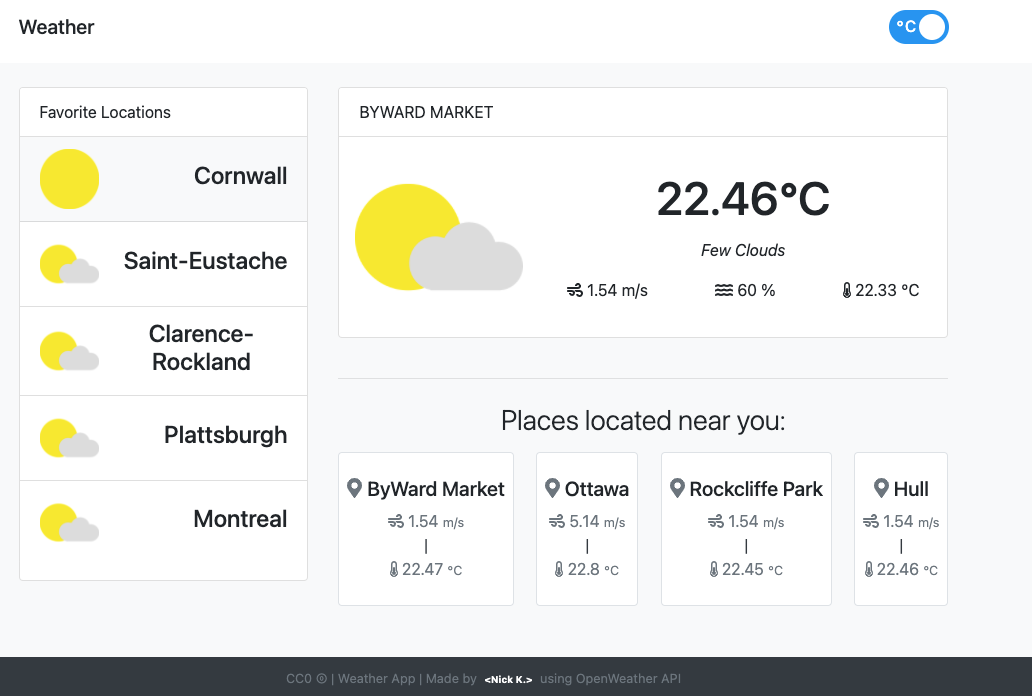 Weather
°C
Favorite Locations
Cornwall
Saint-Eustache
Clarence-
Rockland
Plattsburgh
Montreal
BYWARD MARKET
22.46°C
Few Clouds
1.54 m/s 60 % 22.33 °C
Places located near you:
ByWard Market
1.54 m/s
|
22.47 °C
Ottawa
5.14 m/s
|
22.8 °C
Rockcliffe Park
1.54 m/s
|
22.45 °C
Hull
1.54 m/s
|
22.46 °C
CC0 🄯 | Weather App | Made by <Nick K.> using OpenWeather API